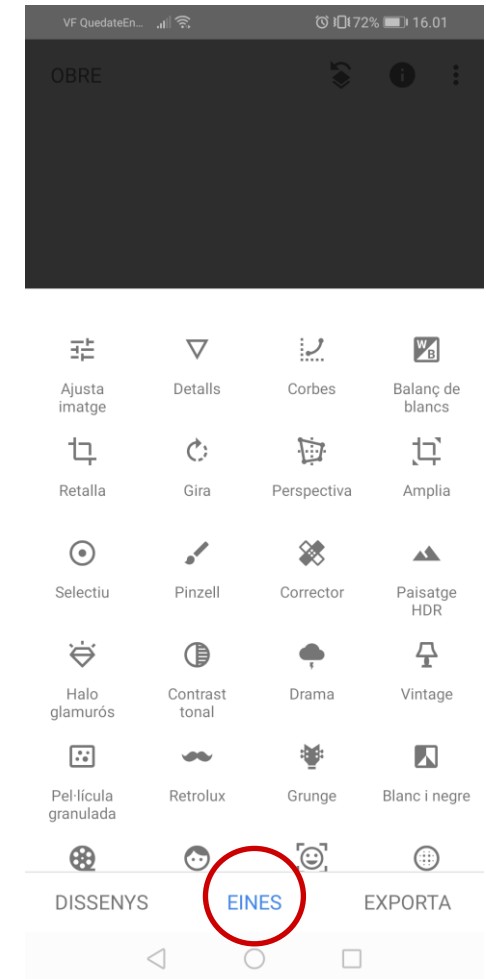 VF QuedateEn... 72% 16.01
OBRE
Ajusta
imatge
Detalls
Corbes
W
B
Balanç de
blancs
Retalla
Gira
Perspectiva
Amplia
Selectiu
Pinzell
Corrector
Paisatge
HDR
Halo
glamurós
Contrast
tonal
Drama
Vintage
Pel·lícula
granulada
Retrolux
Grunge
Blanc i negre
DISSENYS EINES EXPORTA